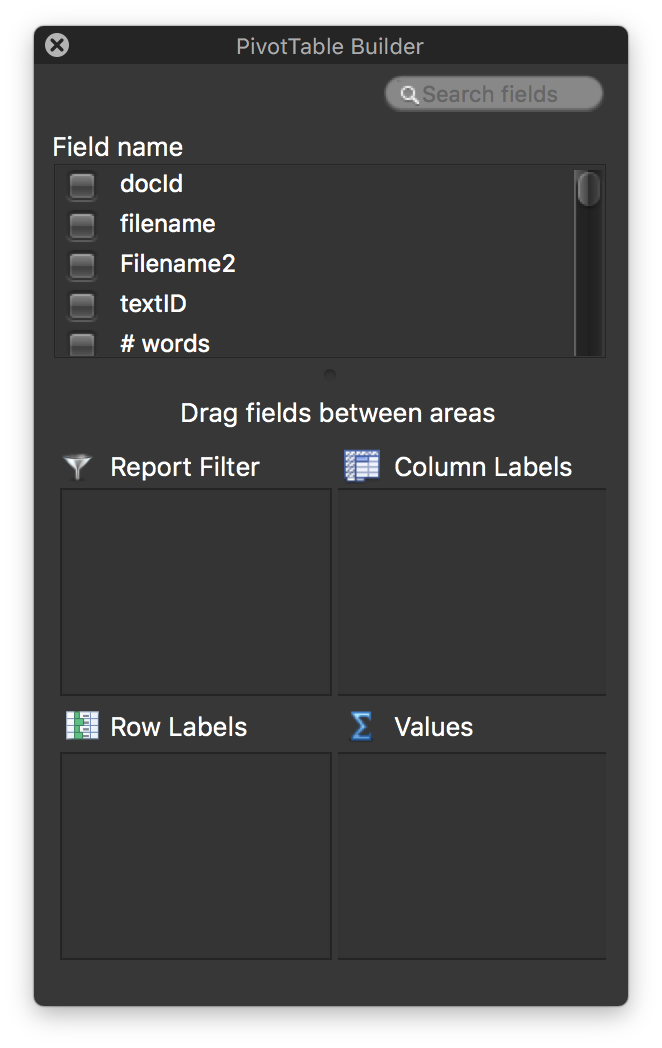 PivotTable Builder
Search fields
Field name
docId
filename
Filename2
textID
# words
Drag fields between areas
Report Filter
Column Labels
Row Labels
Values